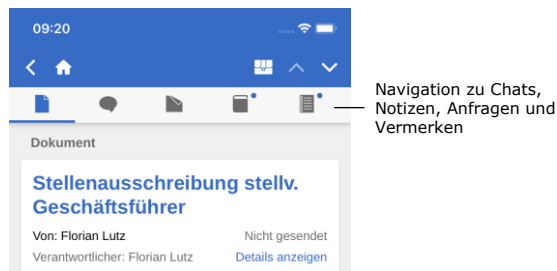 09:20
Navigation zu Chats,
Notizen, Anfragen und
Vermerken
Dokument
Stellenausschreibung stellv.
Geschäftsführer
Von: Florian Lutz Nicht gesendet
Verantwortlicher: Florian Lutz Details anzeigen